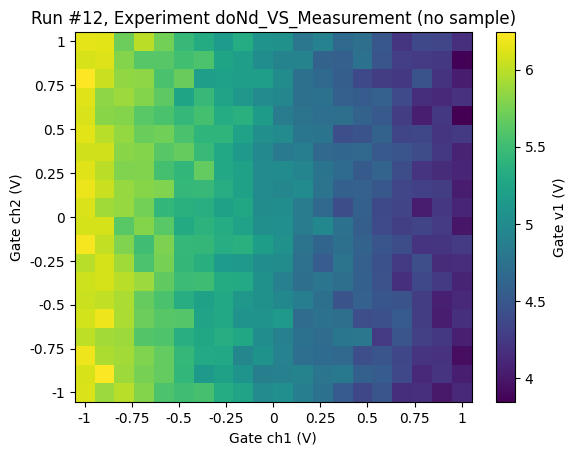 Run #12, Experiment doNd_VS_Measurement (no sample)
Gate ch2 (V)
1
0.75
0.5
0.25
0
-0.25
-0.5
-0.75
-1
-1 -0.75 -0.5 -0.25 0 0.25 0.5 0.75 1
Gate ch1 (V)
6
5.5
5
4.5
4
Gate v1 (V)